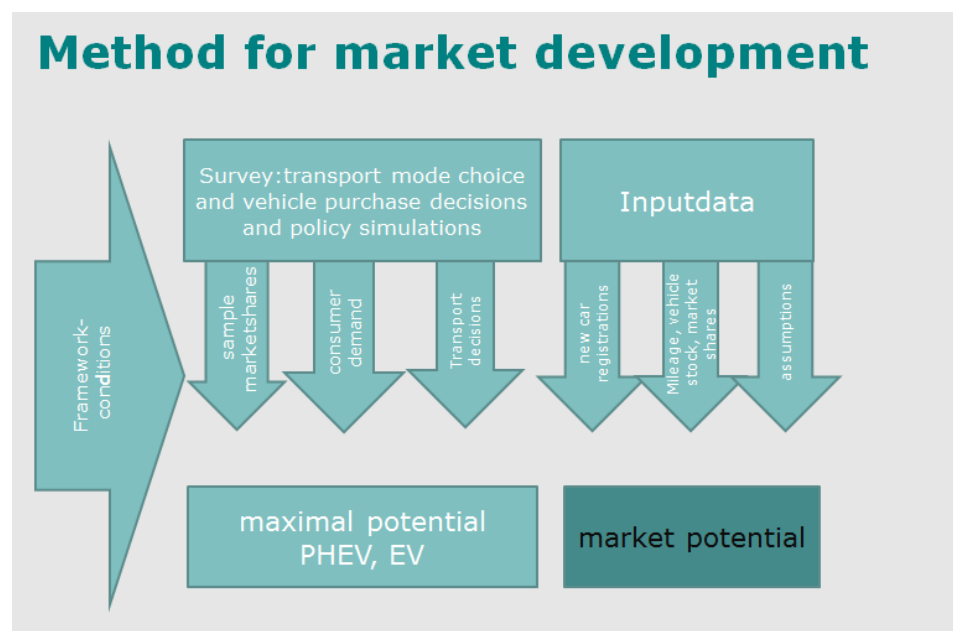 Method for market development
Survey:transport mode choice
and vehicle purchase decisions
and policy simulations
Inputdata
Framework-
conditions
sample
marketshares
consumer
demand
Transport
decisions
new car
registrations
Mileage, vehicle
stock, market
shares
assumptions
maximal potential
PHEV, EV
market potential